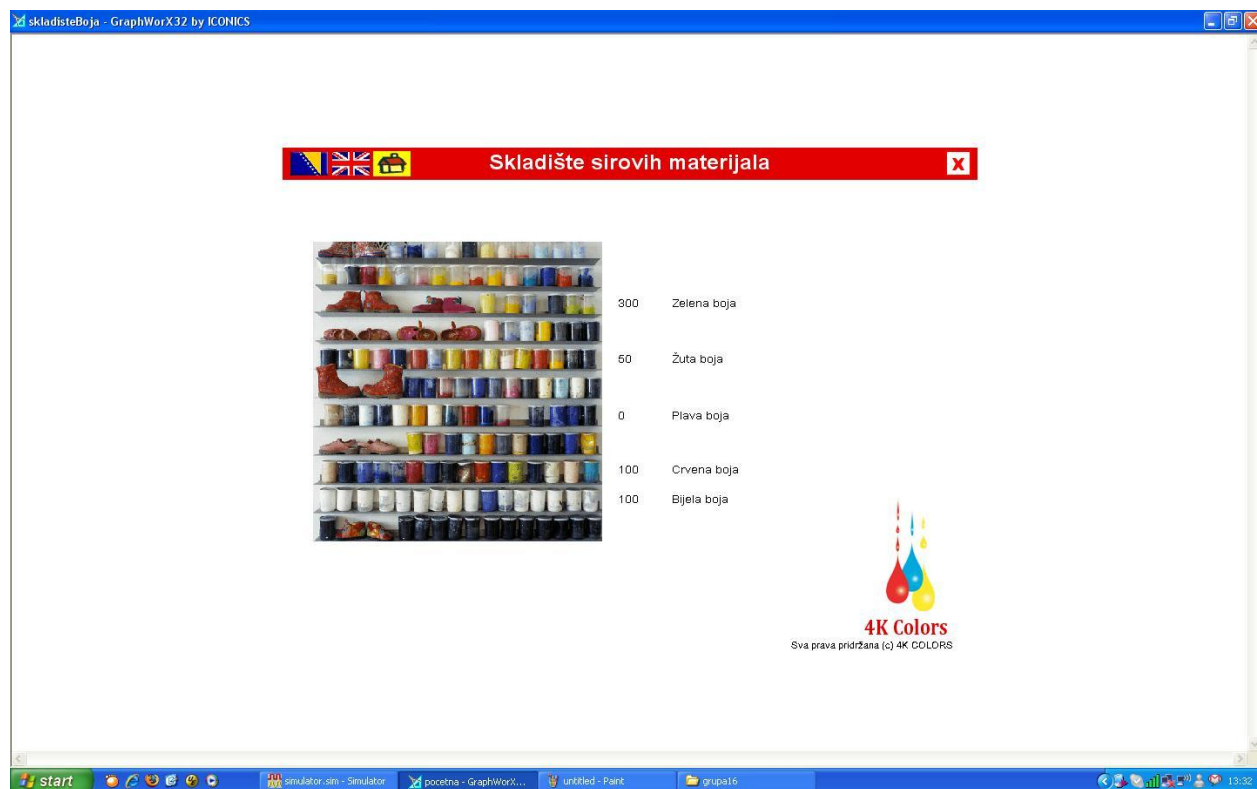 skladisteBoja - GraphWorX32 by ICONICS
Skladište sirovih materijala
X
300 Zelena boja
50 Žuta boja
0 Plava boja
100 Crvena boja
100 Bijela boja
4K Colors
Sva prava pridržana (c) 4K COLORS
start
simulator.sim - Simulator
pocetna - GraphWorX...
untitled - Paint
grupa16
13:32